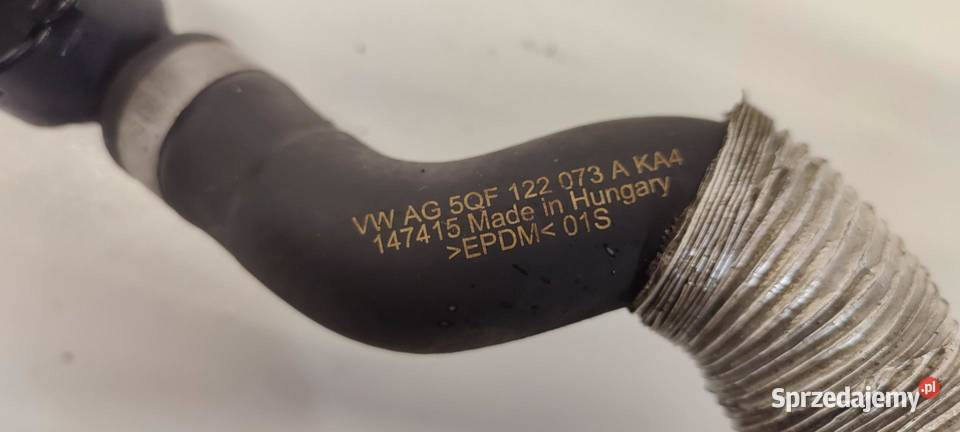 VW AG 5QF 122 073 A KA4
147415 Made in Hungary
>EPDM< 01S
Sprzedajemy.pl